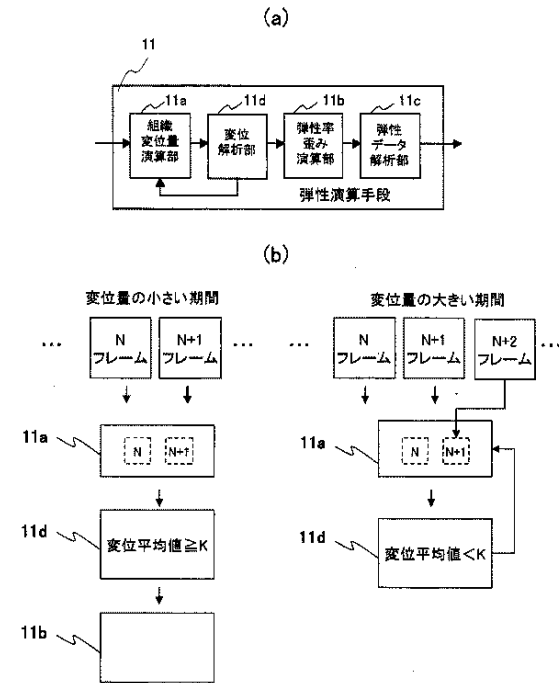 (a)
11
11a
11d
11b
11c
組織
変位量
演算部
変位
解析部
弾性率
歪み
演算部
弾性
データ
解析部
弾性演算手段
(b)
変位量の小さい期間
変位量の大きい期間
...
N
フレーム
N+1
フレーム
...
...
N
フレーム
N+1
フレーム
N+2
フレーム
...
11a
N
N+1
11a
N
N+1
11d
変位平均値≧K
11d
変位平均値<K
11b